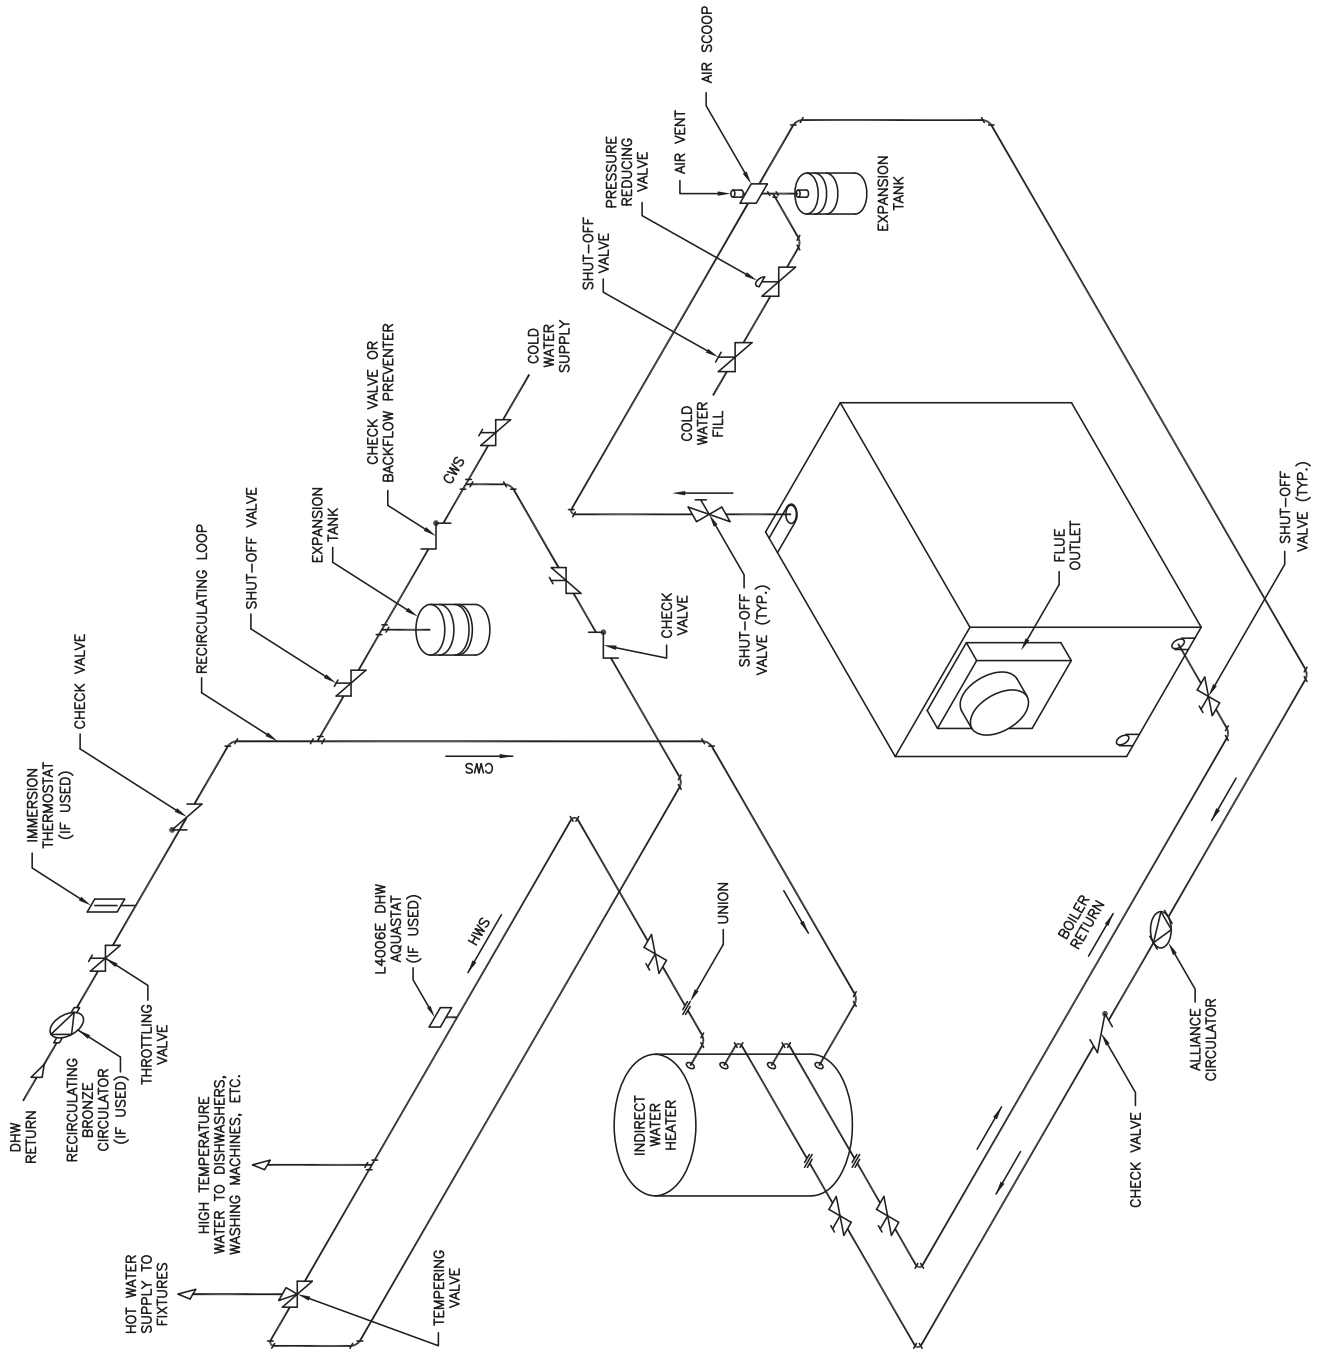 DHW
RETURN
RECIRCULATING
BRONZE
CIRCULATOR
(IF USED)
THROTTLING
VALVE
IMMERSION
THERMOSTAT
(IF USED)
CHECK VALVE
RECIRCULATING LOOP
SHUT-OFF VALVE
EXPANSION
TANK
CHECK VALVE OR
BACKFLOW PREVENTER
CWS
COLD
WATER
SUPPLY
CHECK
VALVE
CWS
HOT WATER
SUPPLY TO
FIXTURES
HIGH TEMPERATURE
WATER TO DISHWASHERS,
WASHING MACHINES, ETC.
TEMPERING
VALVE
L4006E DHW
AQUASTAT
(IF USED)
HWS
UNION
INDIRECT
WATER
HEATER
SHUT-OFF
VALVE
PRESSURE
REDUCING
VALVE
AIR VENT
AIR SCOOP
EXPANSION
TANK
COLD
WATER
FILL
SHUT-OFF
VALVE (TYP.)
FLUE
OUTLET
SHUT-OFF
VALVE (TYP.)
BOILER
RETURN
ALLIANCE
CIRCULATOR
CHECK VALVE